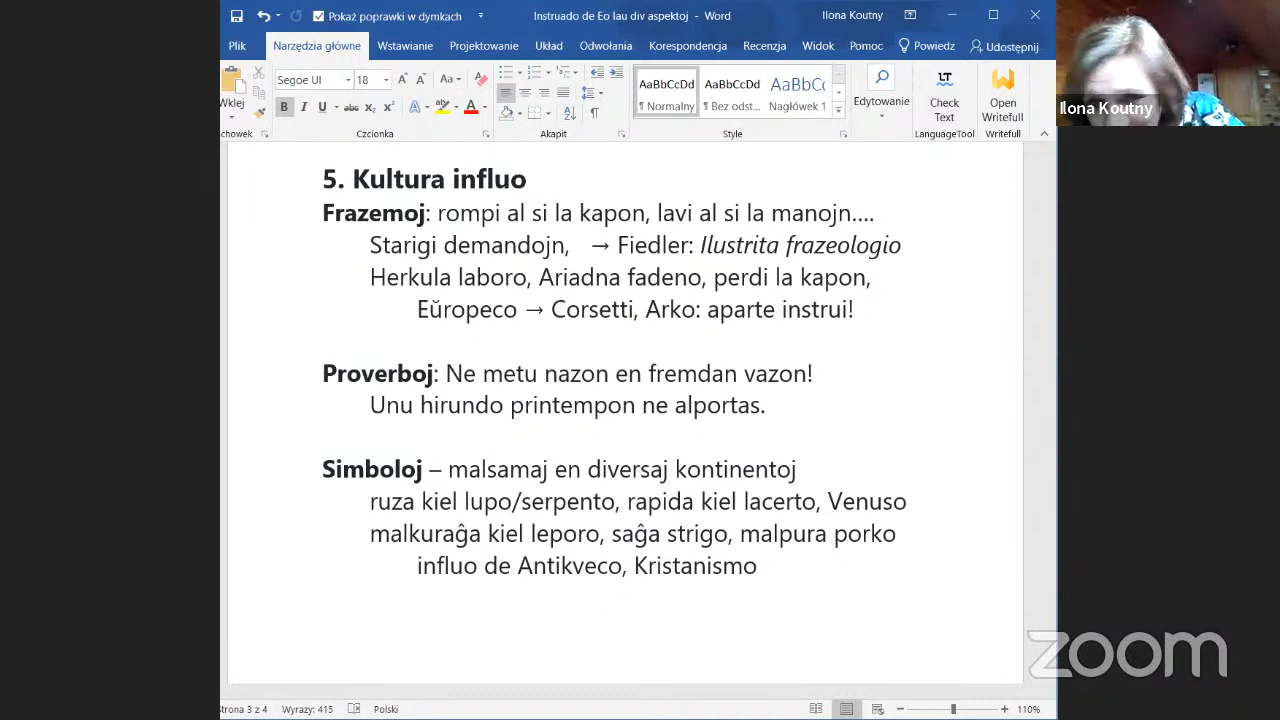 Pokaż poprawki w dymkach
Instruado de Eo lau div aspektoj - Word
Ilona Koutny
Plik Narzędzia główne Wstawianie Projektowanie Układ Odwołania Korespondencja Recenzja Widok Pomoc Powiedz Udostępnij
Wklej
Segoe UI 18
Aa
B I U abc x₂ x²
A A
AaBbCcDd AaBbCcDd AaBbCc
¶ Normalny ¶ Bez odst... Nagłówek 1
Edytowanie
LT
Check Text
Open Writefull
schowek Czcionka Akapit Style LanguageTool Writefull
Ilona Koutny
5. Kultura influo
Frazemoj: rompi al si la kapon, lavi al si la manojn....
Starigi demandojn, → Fiedler: Ilustrita frazeologio
Herkula laboro, Ariadna fadeno, perdi la kapon,
Eŭropeco → Corsetti, Arko: aparte instrui!
Proverboj: Ne metu nazon en fremdan vazon!
Unu hirundo printempon ne alportas.
Simboloj – malsamaj en diversaj kontinentoj
ruza kiel lupo/serpento, rapida kiel lacerto, Venuso
malkuraĝa kiel leporo, saĝa strigo, malpura porko
influo de Antikveco, Kristanismo
zoom
Strona 3 z 4 Wyrazy: 415 Polski 110%